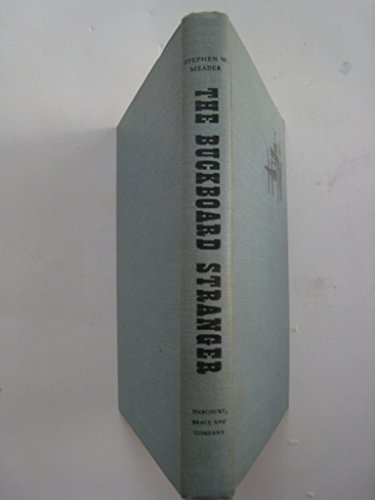 STEPHEN W.
MEADER
THE BUCKBOARD STRANGER
HARCOURT,
BRACE AND
COMPANY